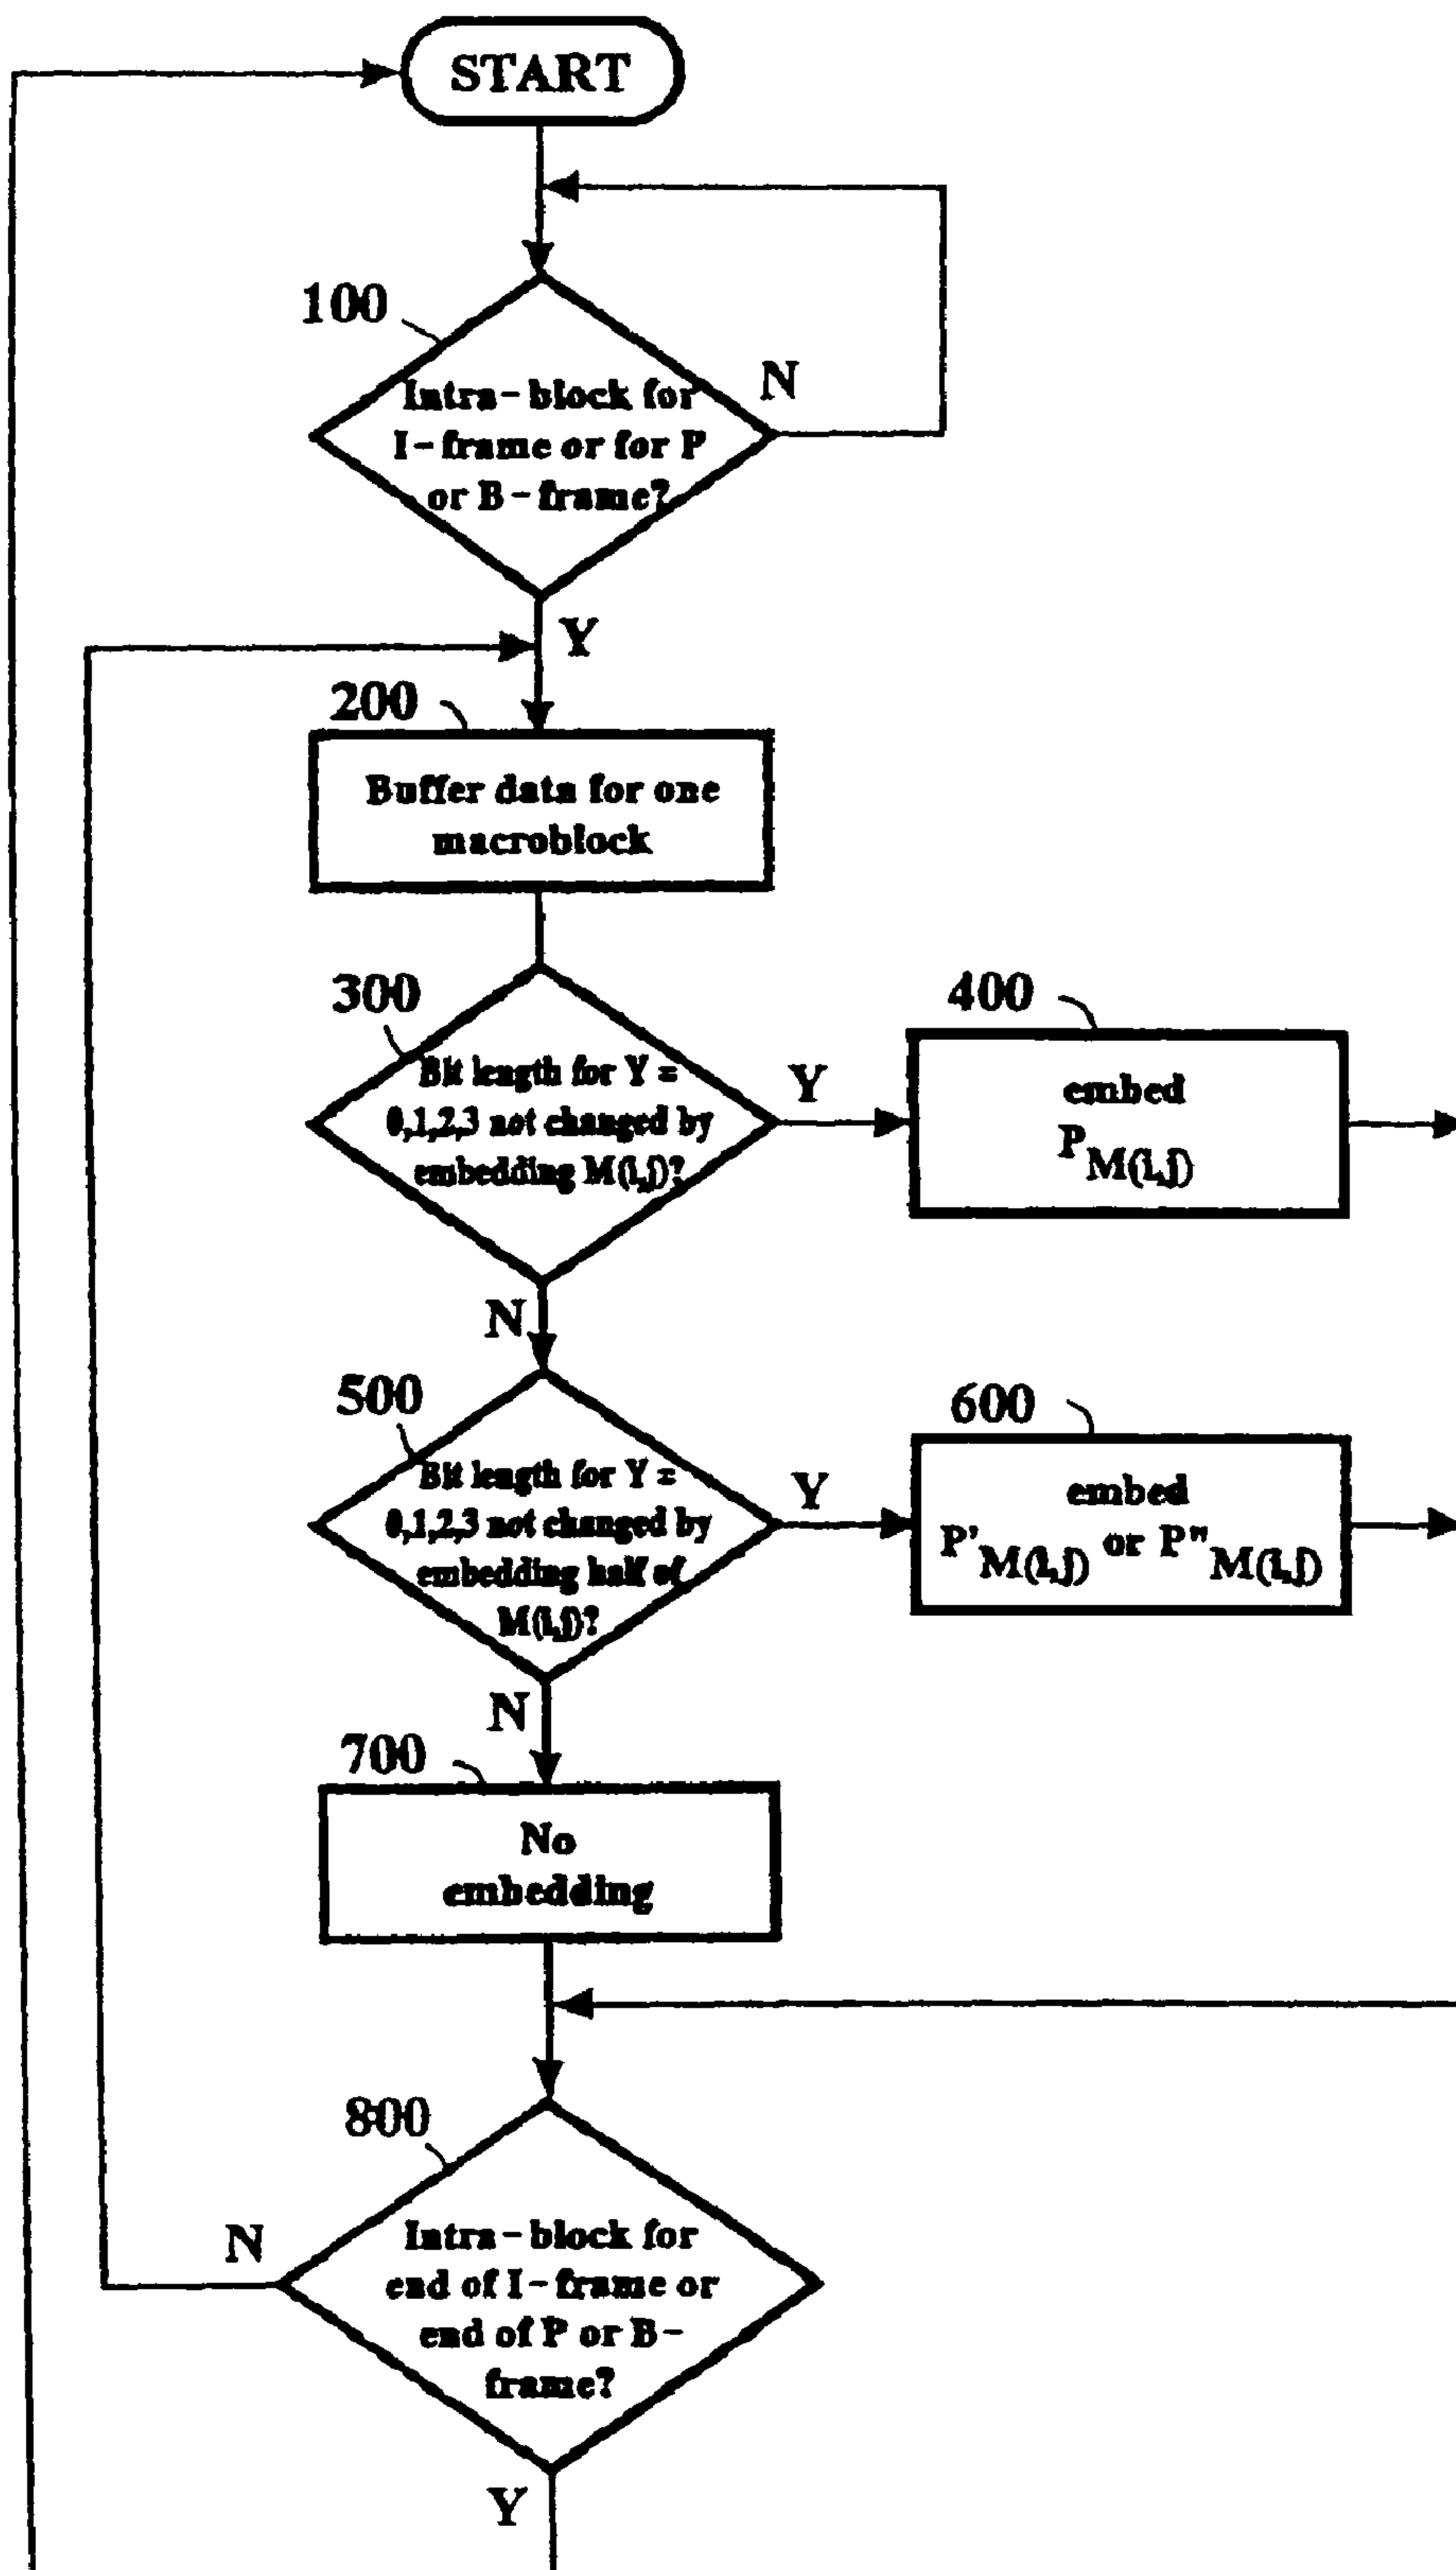 START
100
Intra-block for
I-frame or for P
or B-frame?
N
Y
200
Buffer data for one
macroblock
300
Bit length for Y =
0,1,2,3 not changed by
embedding M(i,j)?
Y
400
embed
P M(i,j)
N
500
Bit length for Y =
0,1,2,3 not changed by
embedding half of
M(i,j)?
Y
600
embed
P' M(i,j) or P" M(i,j)
N
700
No
embedding
800
N
Intra-block for
end of I-frame or
end of P or B-
frame?
Y